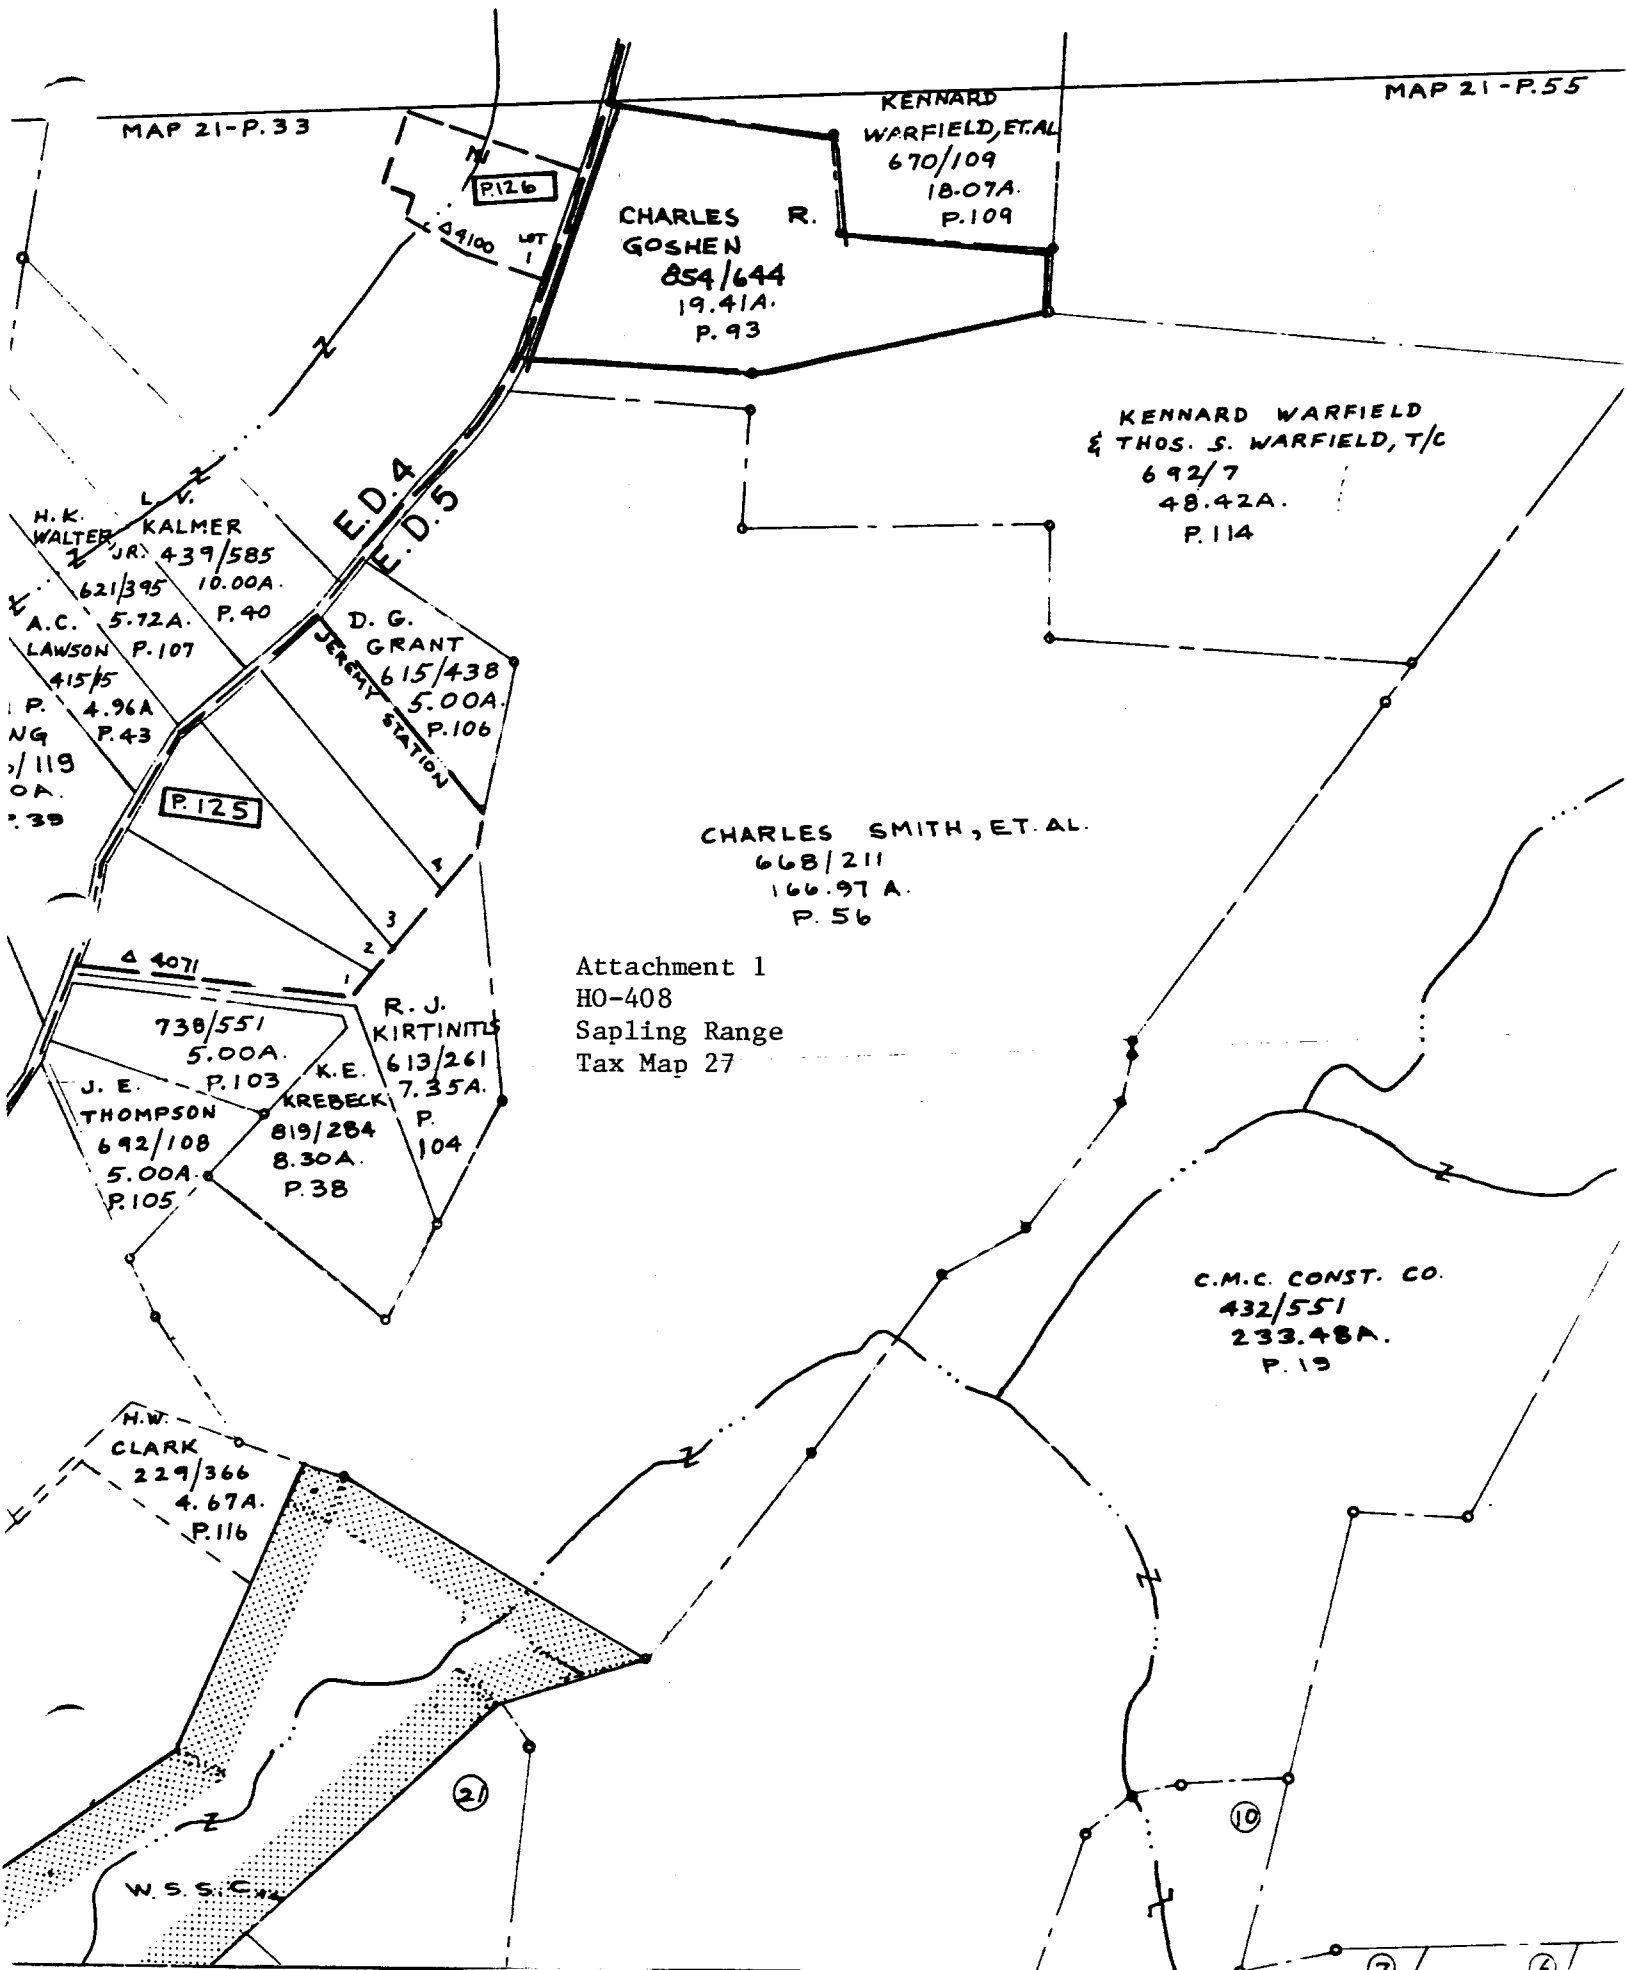 MAP 21-P.33
MAP 21-P.55
KENNARD
WARFIELD, ET. AL
670/109
18.07A.
P.109
P.126
Δ 4100
LOT
1
CHARLES R.
GOSHEN
854/644
19.41A.
P. 93
KENNARD WARFIELD
& THOS. S. WARFIELD, T/C
692/7
48.42A.
P. 114
E.D. 4
E.D. 5
L. V.
KALMER
439/585
10.00A.
P. 40
H. K.
WALTER
JR.
621/395
5.72A.
P. 107
A.C.
LAWSON
415/5
4.96A
P. 43
P.
NG
/119
0A.
.39
D. G.
GRANT
615/438
5.00A.
P. 106
JEREMY STATION
P. 125
4
3
2
1
Δ 4071
CHARLES SMITH, ET. AL.
668/211
166.97 A.
P. 56
Attachment 1
HO-408
Sapling Range
Tax Map 27
738/551
5.00A.
P. 103
R. J.
KIRTINITIS
613/261
7.35A.
P.
104
K.E.
KREBECK
819/284
8.30A.
P. 38
J. E.
THOMPSON
692/108
5.00A.
P. 105
C.M.C. CONST. CO.
432/551
233.48A.
P. 19
H.W.
CLARK
229/366
4.67A.
P. 116
21
10
W. S. S. C.
7
6